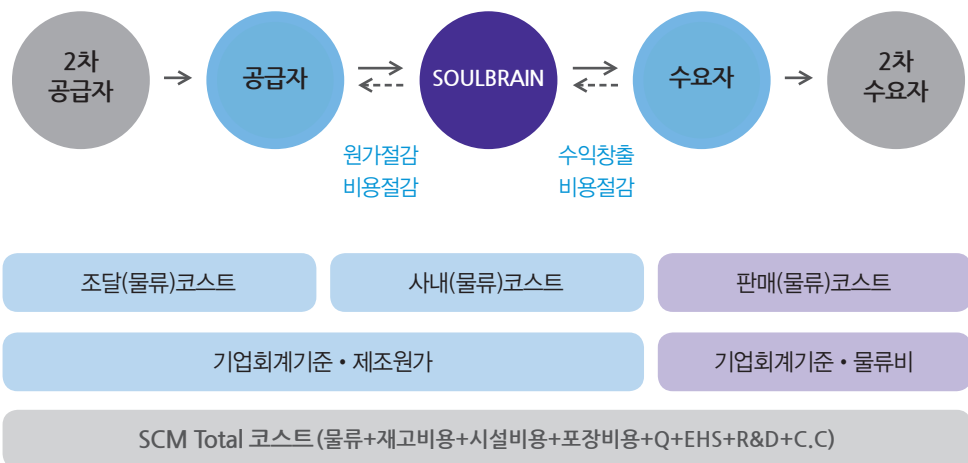 2차
공급자
공급자
SOULBRAIN
수요자
2차
수요자
원가절감
비용절감
수익창출
비용절감
조달(물류)코스트
사내(물류)코스트
판매(물류)코스트
기업회계기준 • 제조원가
기업회계기준 • 물류비
SCM Total 코스트(물류+재고비용+시설비용+포장비용+Q+EHS+R&D+C.C)